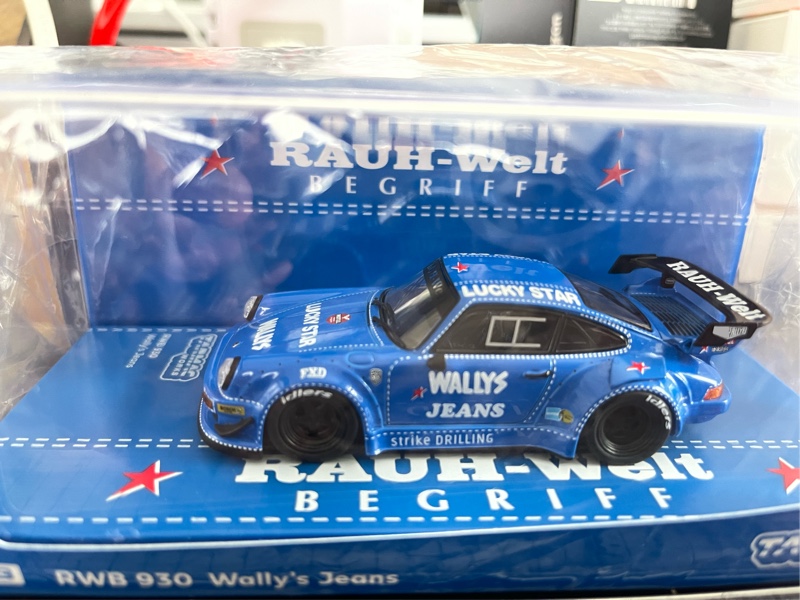 RAUH-Welt
BEGRIFF
RAUH-Welt
LUCKY STAR
LUCKY STAR
WALLYS
FXD
WALLYS
JEANS
idlers
idlers
strike DRILLING
RAUH-Welt
BEGRIFF
RWB 930 Wally's Jeans